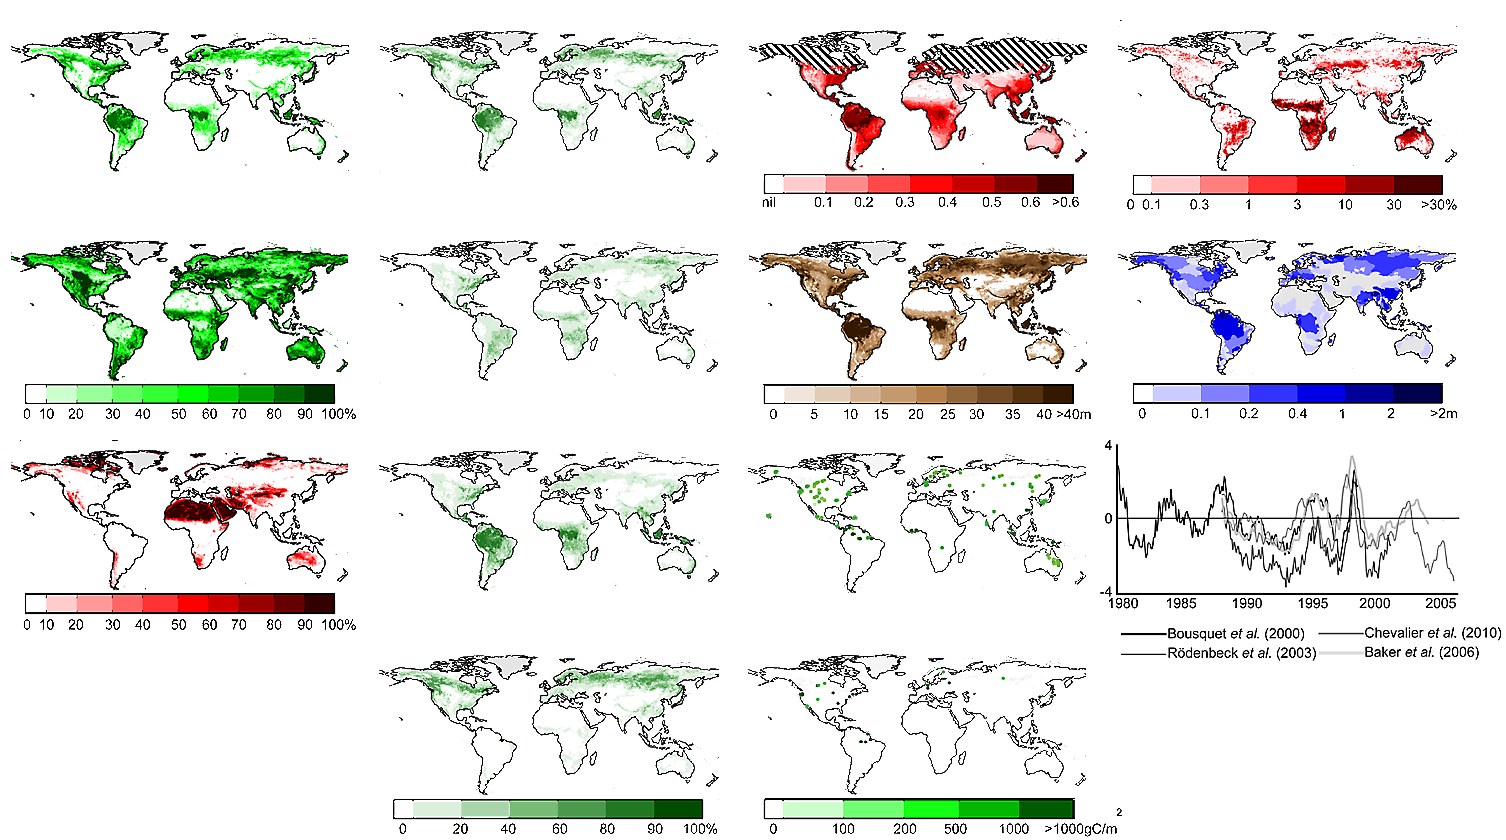 nil 0.1 0.2 0.3 0.4 0.5 0.6 >0.6
0 0.1 0.3 1 3 10 30 >30%
0 10 20 30 40 50 60 70 80 90 100%
0 5 10 15 20 25 30 35 40 >40m
0 0.1 0.2 0.4 1 2 >2m
4
0
-4
1980 1985 1990 1995 2000 2005
0 10 20 30 40 50 60 70 80 90 100%
Bousquet et al. (2000) Chevalier et al. (2010)
Rödenbeck et al. (2003) Baker et al. (2006)
0 20 40 60 80 90 100%
0 100 200 500 1000 >1000gC/m 2